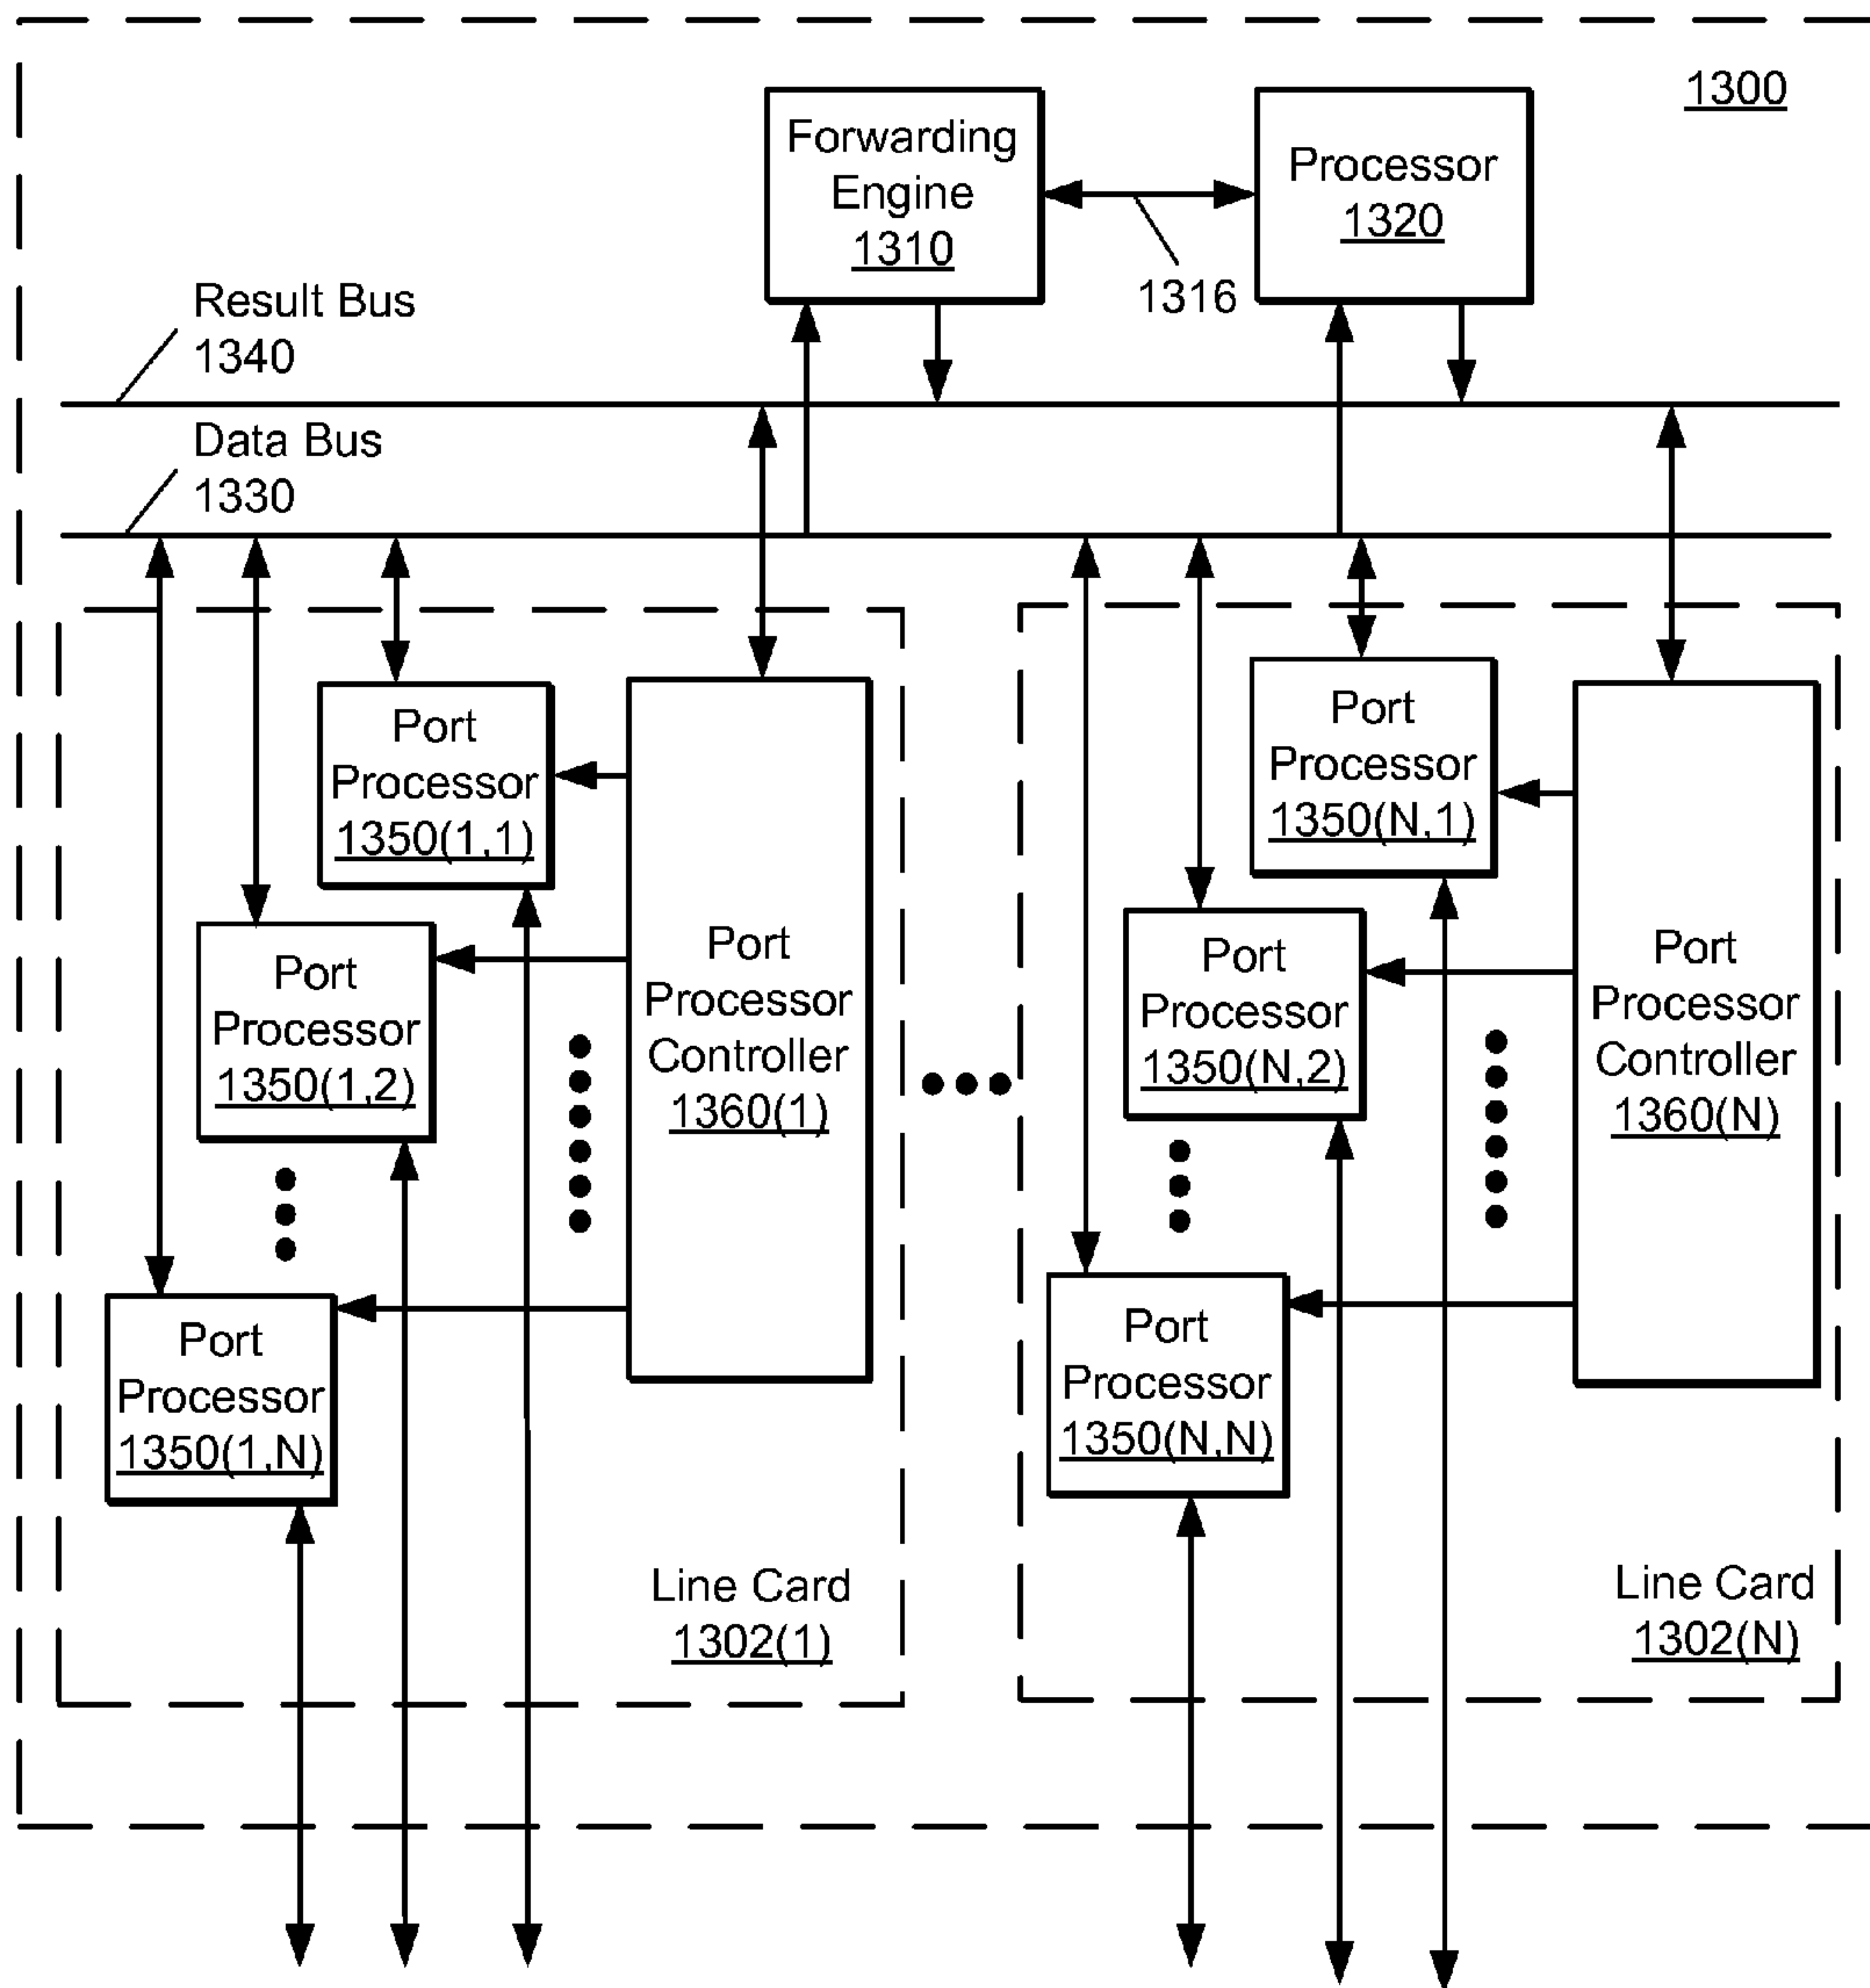 1300
Forwarding
Engine
1310
Processor
1320
1316
Result Bus
1340
Data Bus
1330
Port
Processor
1350(1,1)
Port
Processor
1350(1,2)
Port
Processor
1350(1,N)
Port
Processor
Controller
1360(1)
Line Card
1302(1)
Port
Processor
1350(N,1)
Port
Processor
1350(N,2)
Port
Processor
1350(N,N)
Port
Processor
Controller
1360(N)
Line Card
1302(N)